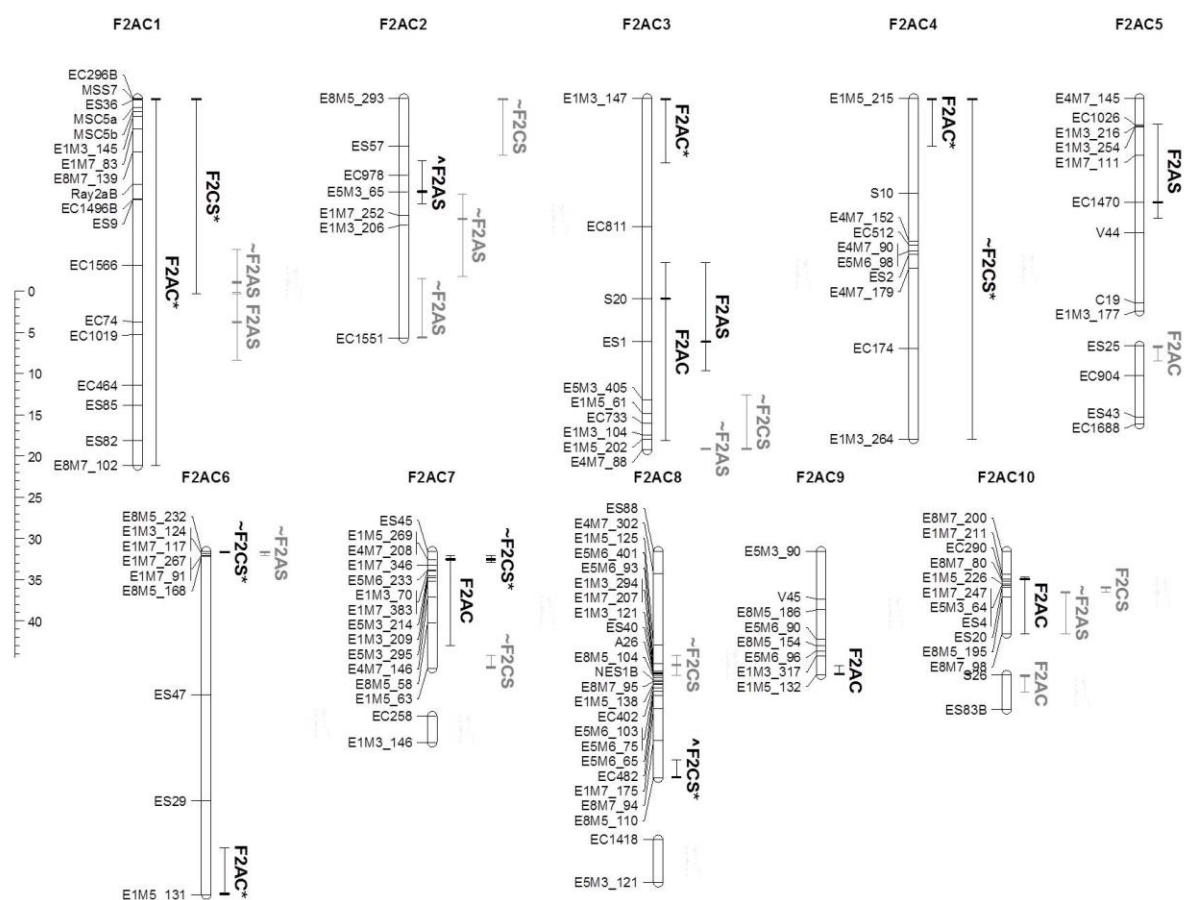 F2AC1
EC296B
MSS7
ES36
MSC5a
MSC5b
E1M3_145
E1M7_83
E8M7_139
Ray2aB
EC1496B
ES9
EC1566
EC74
EC1019
EC464
ES85
ES82
E8M7_102
F2CS*
F2AC*
~F2AS
F2AS
0
5
10
15
20
25
30
35
40
F2AC2
E8M5_293
ES57
EC978
E5M3_65
E1M7_252
E1M3_206
EC1551
~F2CS
^F2AS
~F2AS
~F2AS
F2AC3
E1M3_147
EC811
S20
ES1
E5M3_405
E1M5_61
EC733
E1M3_104
E1M5_202
E4M7_88
F2AC*
F2AS
F2AC
~F2CS
~F2AS
F2AC4
E1M5_215
S10
E4M7_152
EC512
E4M7_90
E5M6_98
ES2
E4M7_179
EC174
E1M3_264
F2AC*
~F2CS*
F2AC5
E4M7_145
EC1026
E1M3_216
E1M3_254
E1M7_111
EC1470
V44
C19
E1M3_177
F2AS
ES25
EC904
ES43
EC1688
F2AC
F2AC6
E8M5_232
E1M3_124
E1M7_117
E1M7_267
E1M7_91
E8M5_168
ES47
ES29
E1M5_131
~F2CS*
~F2AS
F2AC*
F2AC7
ES45
E1M5_269
E4M7_208
E1M7_346
E5M6_233
E1M3_70
E1M7_383
E5M3_214
E1M3_209
E5M3_295
E4M7_146
E8M5_58
E1M5_63
EC258
E1M3_146
F2AC
~F2CS*
~F2CS
F2AC8
ES88
E4M7_302
E1M5_125
E5M6_401
E5M6_93
E1M3_294
E1M7_207
E1M3_121
ES40
A26
E8M5_104
NES1B
E8M7_95
E1M5_138
EC402
E5M6_103
E5M6_75
E5M6_65
EC482
E1M7_175
E8M7_94
E8M5_110
EC1418
E5M3_121
~F2CS
^F2CS*
F2AC9
E5M3_90
V45
E8M5_186
E5M6_90
E8M5_154
E5M6_96
E1M3_317
E1M5_132
F2AC
F2AC10
E8M7_200
E1M7_211
EC290
E8M7_80
E1M5_226
E1M7_247
E5M3_64
ES4
ES20
E8M5_195
E8M7_98
S26
ES83B
F2AC
~F2AS
F2CS
F2AC